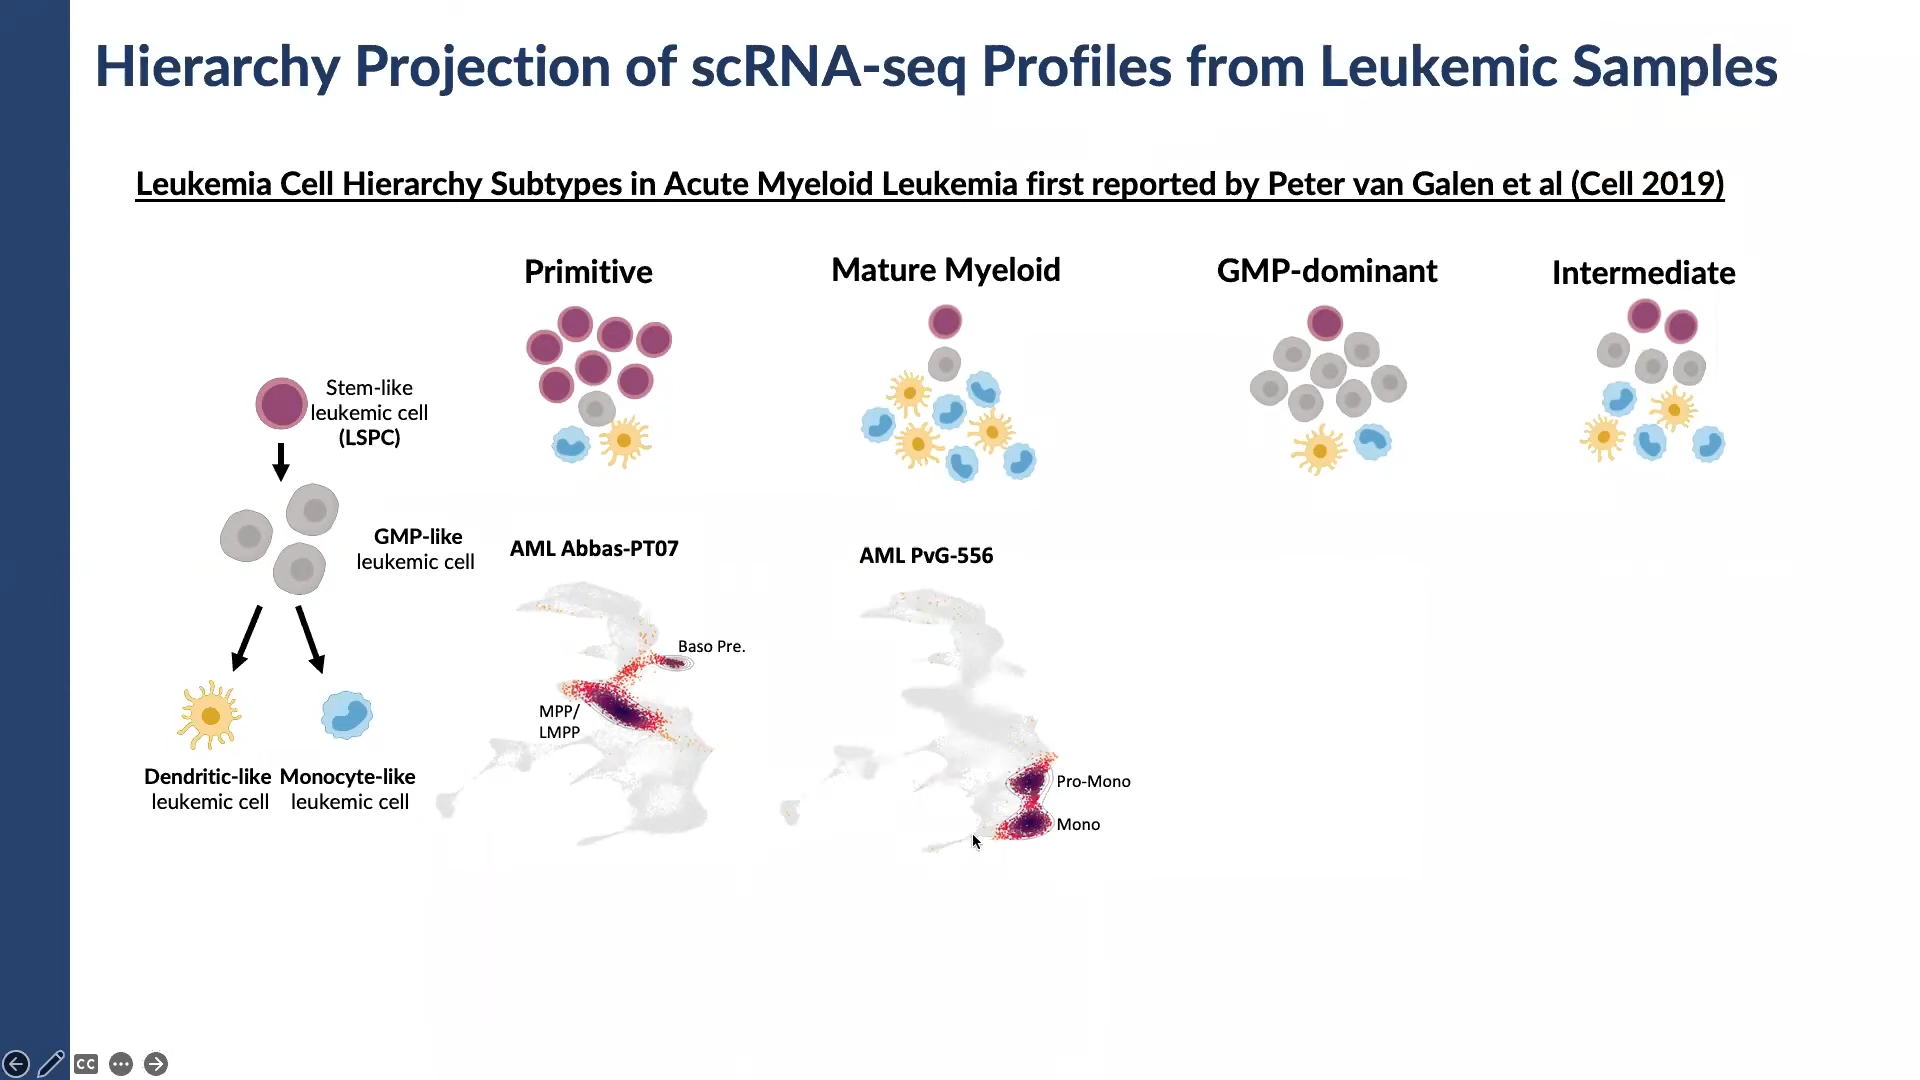 Hierarchy Projection of scRNA-seq Profiles from Leukemic Samples
Leukemia Cell Hierarchy Subtypes in Acute Myeloid Leukemia first reported by Peter van Galen et al (Cell 2019)
Primitive
Mature Myeloid
GMP-dominant
Intermediate
Stem-like
leukemic cell
(LSPC)
GMP-like
leukemic cell
Dendritic-like
leukemic cell
Monocyte-like
leukemic cell
AML Abbas-PT07
Baso Pre.
MPP/
LMPP
AML PvG-556
Pro-Mono
Mono
CC